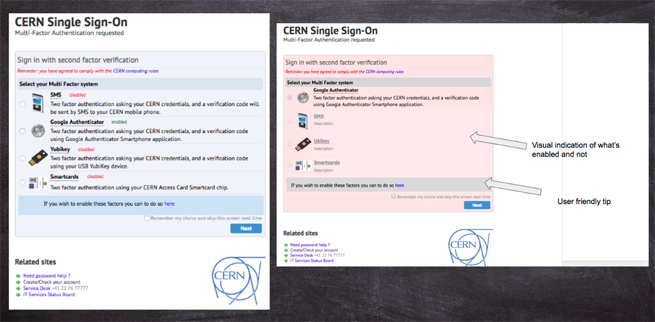 CERN Single Sign-On
Multi-Factor Authentication requested
Sign in with second factor verification
Reminder: you have agreed to comply with the CERN computing rules
Select your Multi Factor system
SMS (disabled)
Two factor authentication asking your CERN credentials, and a verification code will
be sent by SMS to your CERN mobile phone.
Google Authenticator enabled
Two factor authentication asking your CERN credentials, and a verification code
using Google Authenticator Smartphone application.
Yubikey (disabled)
Two factor authentication asking your CERN credentials, and a verification code
using your USB YubiKey device.
Smartcards (disabled)
Two factor authentication using your CERN Access Card Smartcard chip.
If you wish to enable these factors you can to do so here
Remember my choice and skip this screen next time
Next
Related sites
Need password help ?
Create/Check your account
Service Desk +41 22 76 77777
IT Services Status Board
CERN
CERN Single Sign-On
Multi-Factor Authentication requested
Sign in with second factor verification
Reminder: you have agreed to comply with the CERN computing rules
Select your Multi Factor system
Google Authenticator
Two factor authentication asking your CERN credentials, and a verification code
using Google Authenticator Smartphone application.
SMS
Description
Ubikey
Description
Smartcards
Description
If you wish to enable these factors you can to do so here
Remember my choice and skip this screen next time
Next
Related sites
Need password help ?
Create/Check your account
Service Desk +41 22 76 77777
IT Services Status Board
CERN
Visual indication of what's
enabled and not
User friendly tip